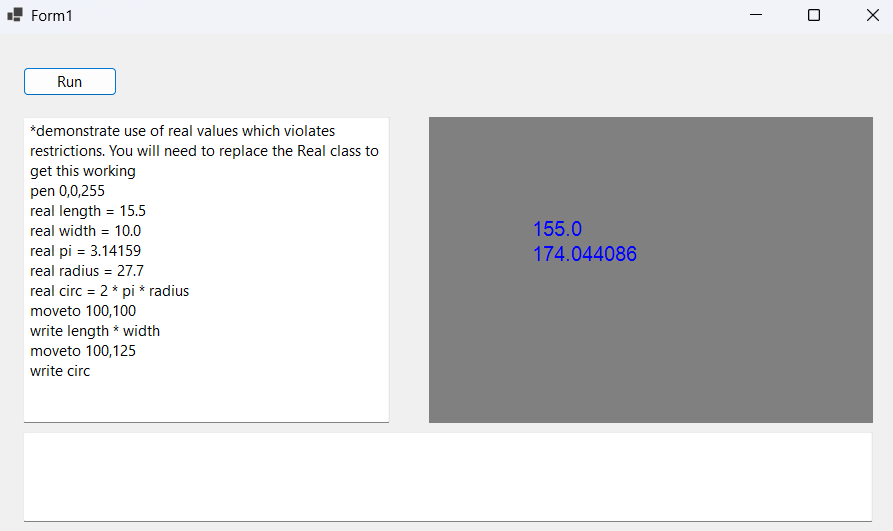 Form1
Run
*demonstrate use of real values which violates
restrictions. You will need to replace the Real class to
get this working
pen 0,0,255
real length = 15.5
real width = 10.0
real pi = 3.14159
real radius = 27.7
real circ = 2 * pi * radius
moveto 100,100
write length * width
moveto 100,125
write circ
155.0
174.044086